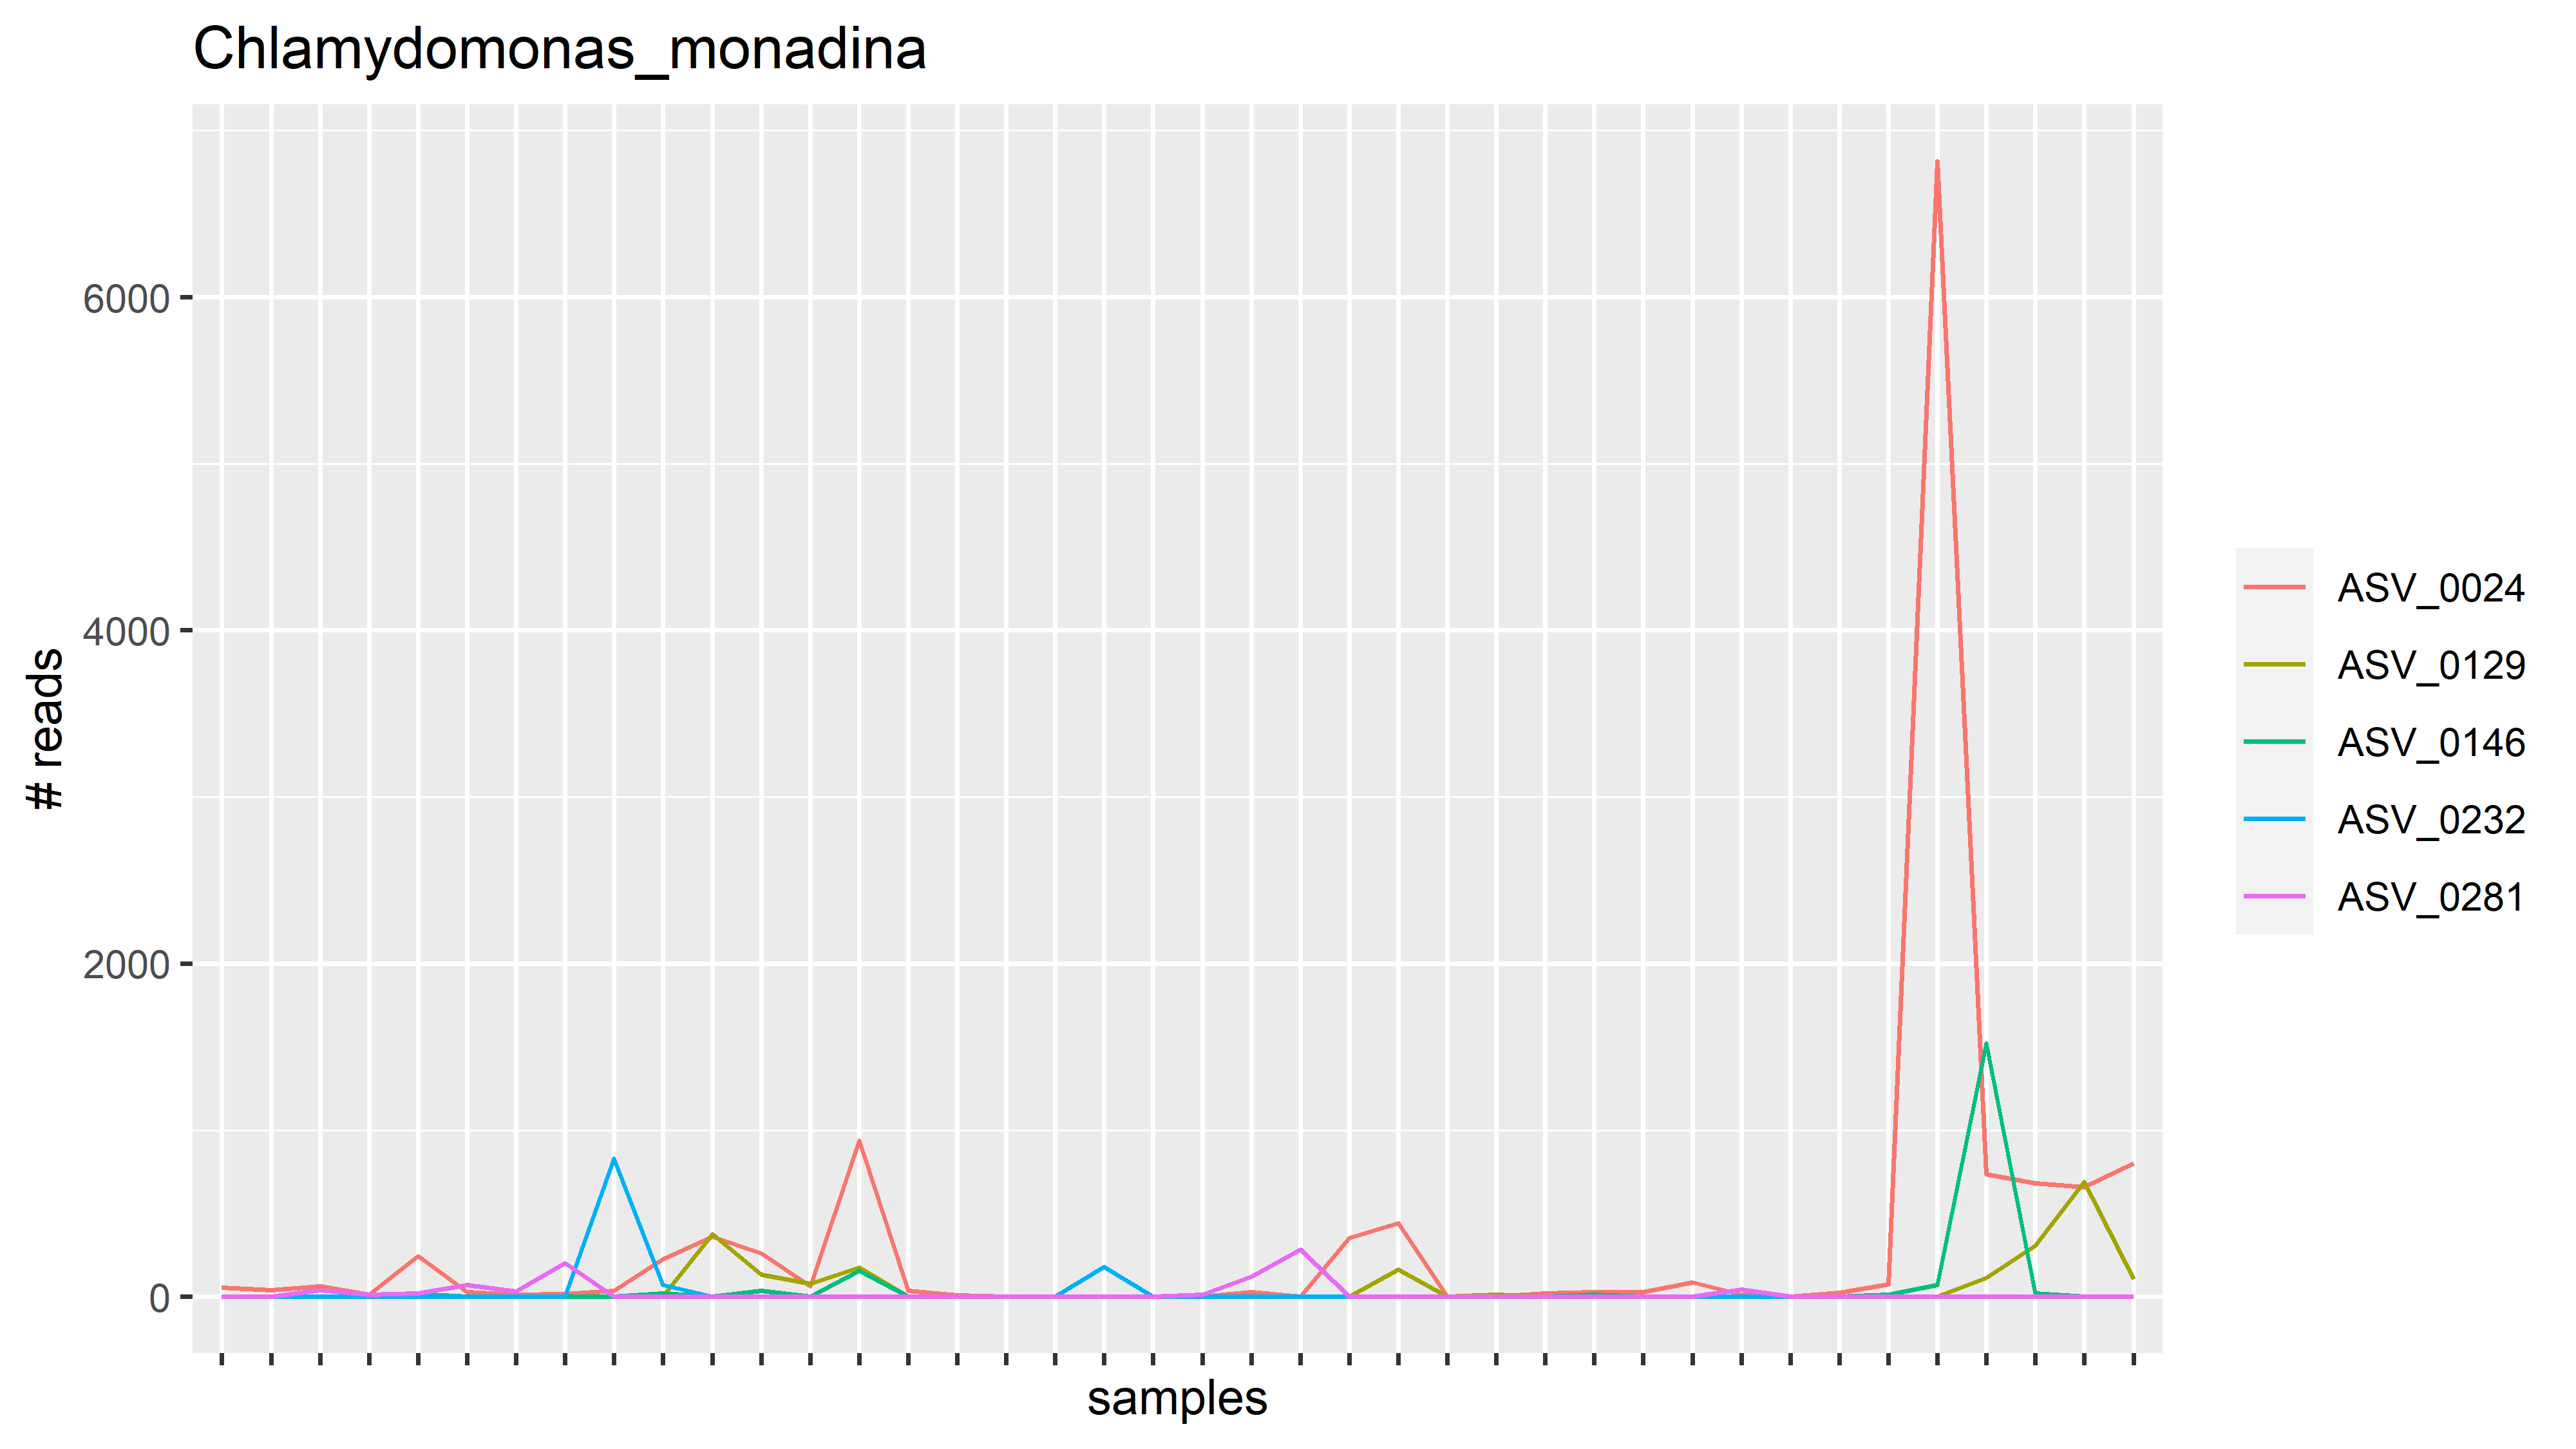 Chlamydomonas_monadina
# reads
6000
4000
2000
0
samples
ASV_0024
ASV_0129
ASV_0146
ASV_0232
ASV_0281